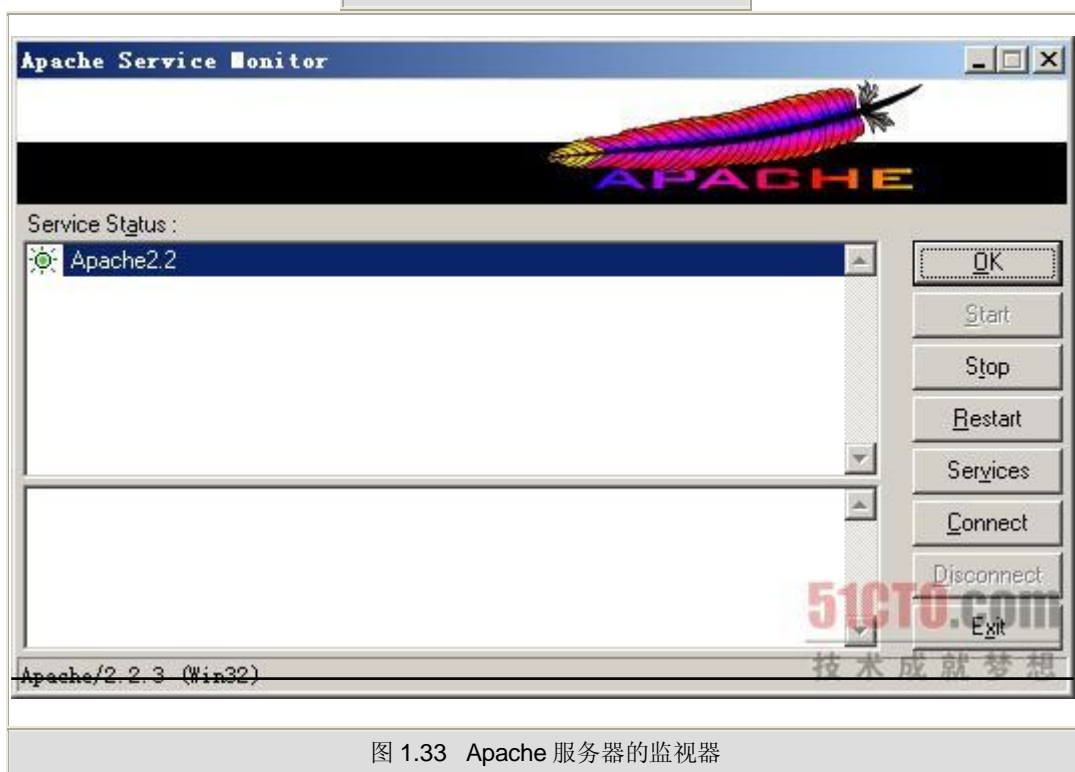 Apache Service Monitor
APACHE
Service Status :
Apache2.2
OK
Start
Stop
Restart
Services
Connect
Disconnect
Exit
51CTO.com
技术成就梦想
Apache/2.2.3 (Win32)
图 1.33 Apache 服务器的监视器